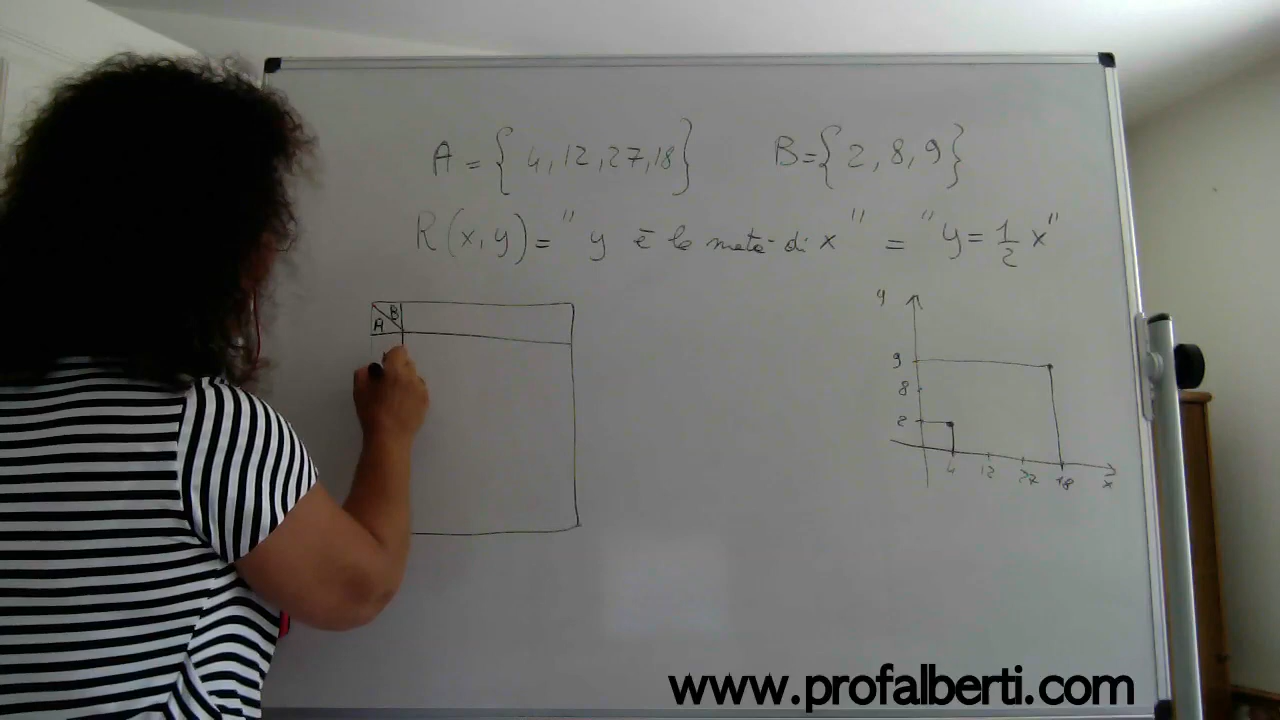 A = { 4, 12, 27, 18 } B = { 2, 8, 9 }
R(x, y) = " y è la metà di x " = " y = 1/2 x "
B
A
y
9
8
2
4 12 27 18 x
www.profalberti.com